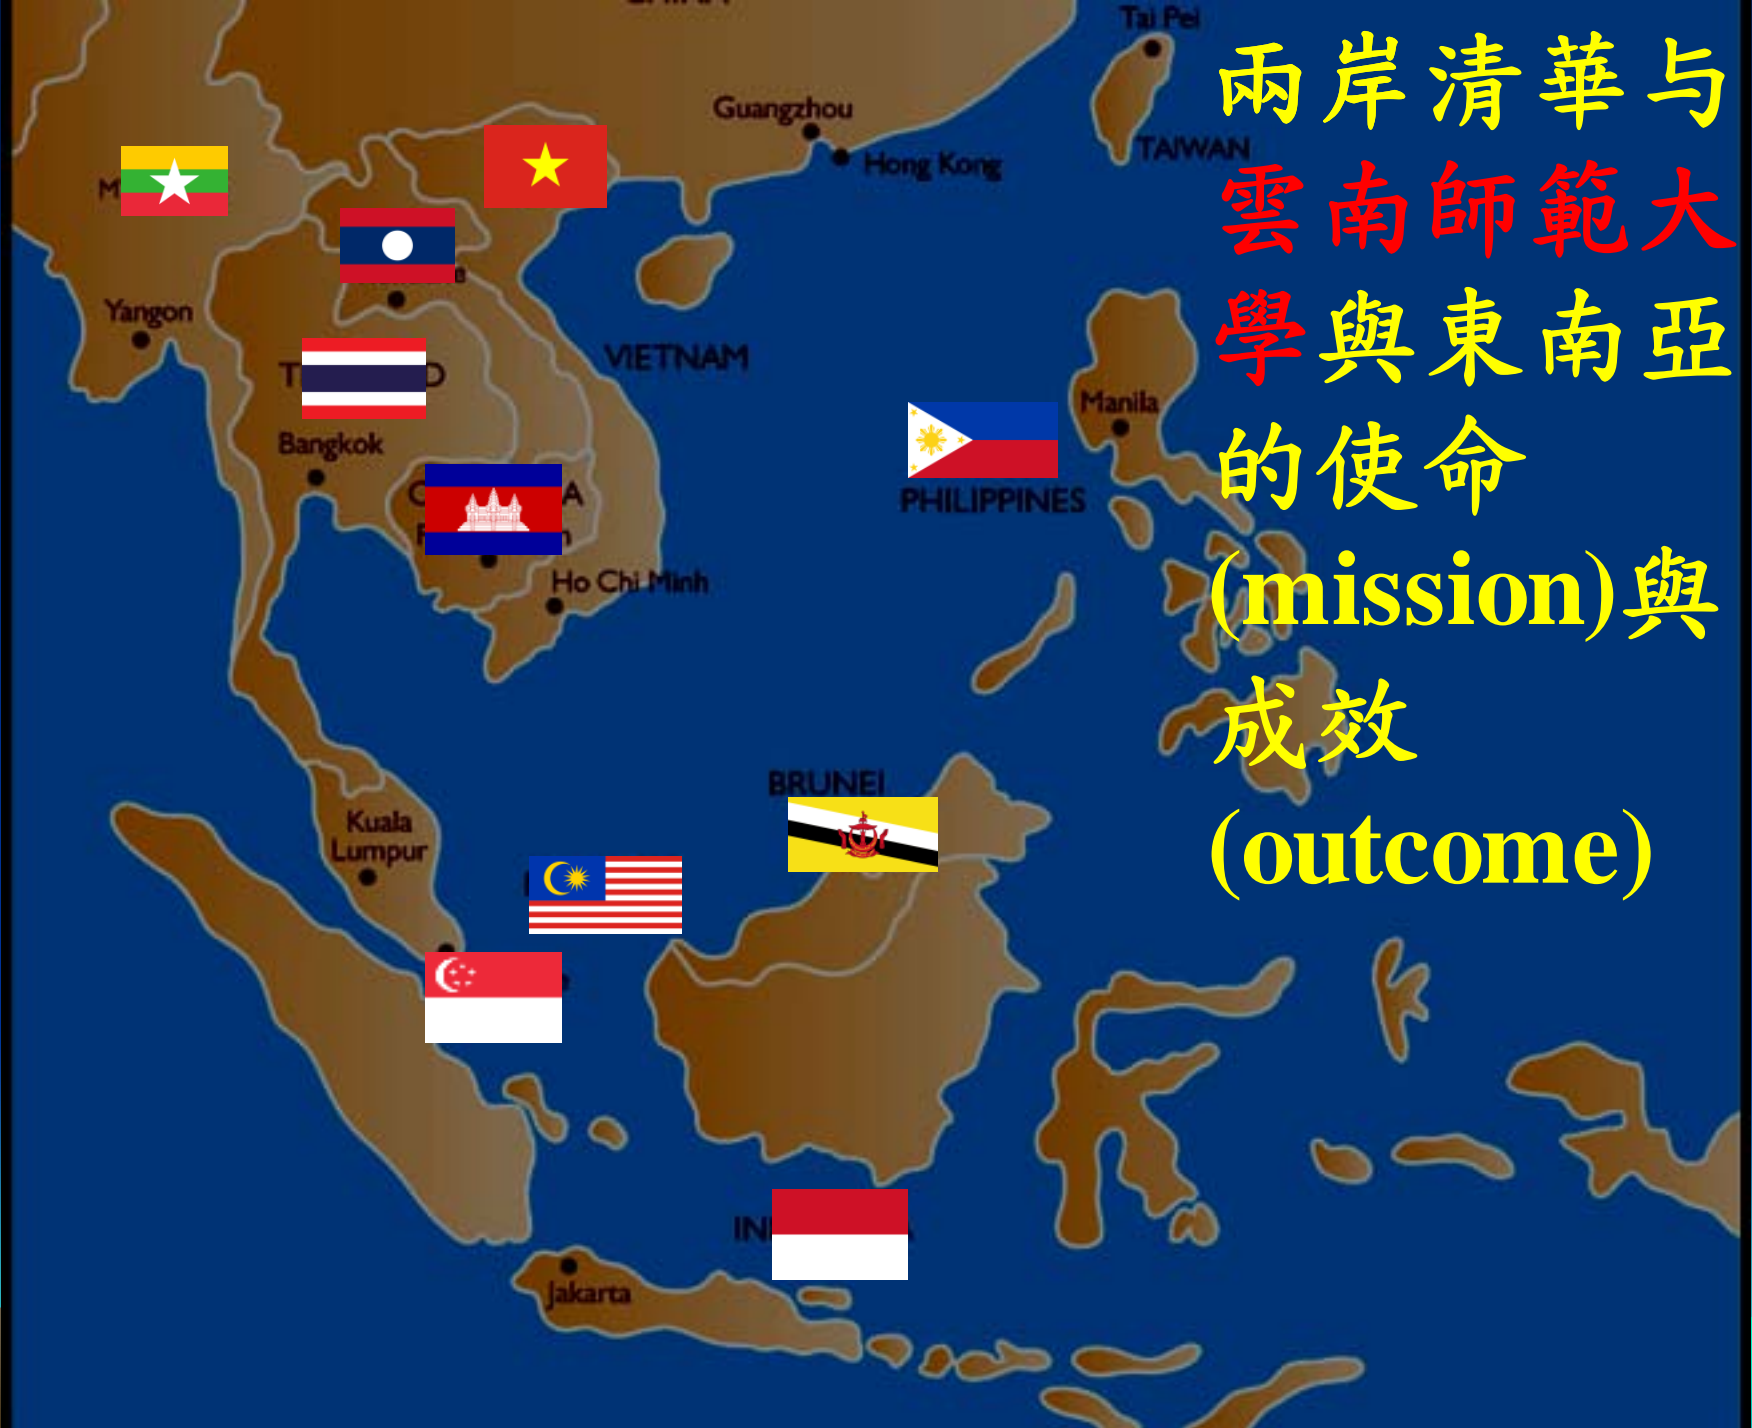 Tai Pei
兩岸清華与
雲南師範大
學與東南亞
的使命
(mission)與
成效
(outcome)
Guangzhou
Hong Kong
TAIWAN
Yangon
VIETNAM
Bangkok
Manila
PHILIPPINES
Ho Chi Minh
BRUNEI
Kuala
Lumpur
Jakarta